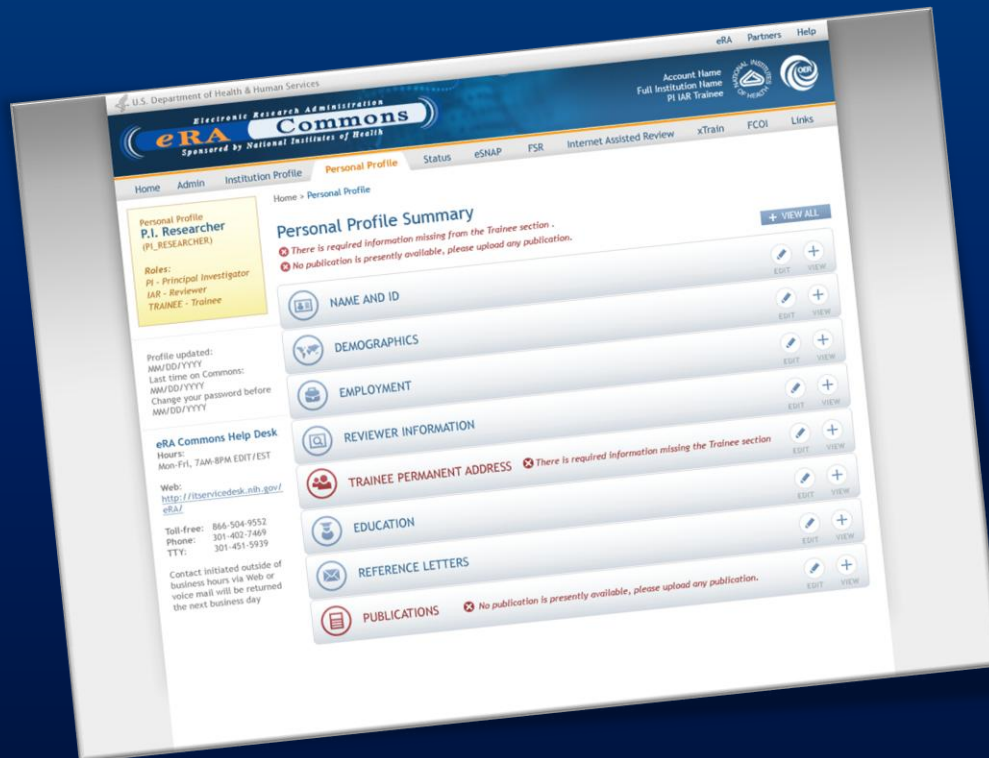 eRA Partners Help
U.S. Department of Health & Human Services
Electronic Research Administration
eRA Commons
Sponsored by National Institutes of Health
Account Name
Full Institution Name
PI IAR Trainee
NATIONAL INSTITUTES OF HEALTH
OER
Home Admin Institution Profile Personal Profile Status eSNAP FSR Internet Assisted Review xTrain FCOI Links
Home > Personal Profile
Personal Profile
P.I. Researcher
(PI_RESEARCHER)
Roles:
PI - Principal Investigator
IAR - Reviewer
TRAINEE - Trainee
Profile updated:
MM/DD/YYYY
Last time on Commons:
MM/DD/YYYY
Change your password before
MM/DD/YYYY
eRA Commons Help Desk
Hours:
Mon-Fri, 7AM-8PM EDIT/EST
Web:
http://itservicedesk.nih.gov/
eRA/
Toll-free: 866-504-9552
Phone: 301-402-7469
TTY: 301-451-5939
Contact initiated outside of
business hours via Web or
voice mail will be returned
the next business day
Personal Profile Summary
+ VIEW ALL
There is required information missing from the Trainee section .
No publication is presently available, please upload any publication.
NAME AND ID EDIT VIEW
DEMOGRAPHICS EDIT VIEW
EMPLOYMENT EDIT VIEW
REVIEWER INFORMATION EDIT VIEW
TRAINEE PERMANENT ADDRESS There is required information missing the Trainee section EDIT VIEW
EDUCATION EDIT VIEW
REFERENCE LETTERS EDIT VIEW
PUBLICATIONS No publication is presently available, please upload any publication. EDIT VIEW